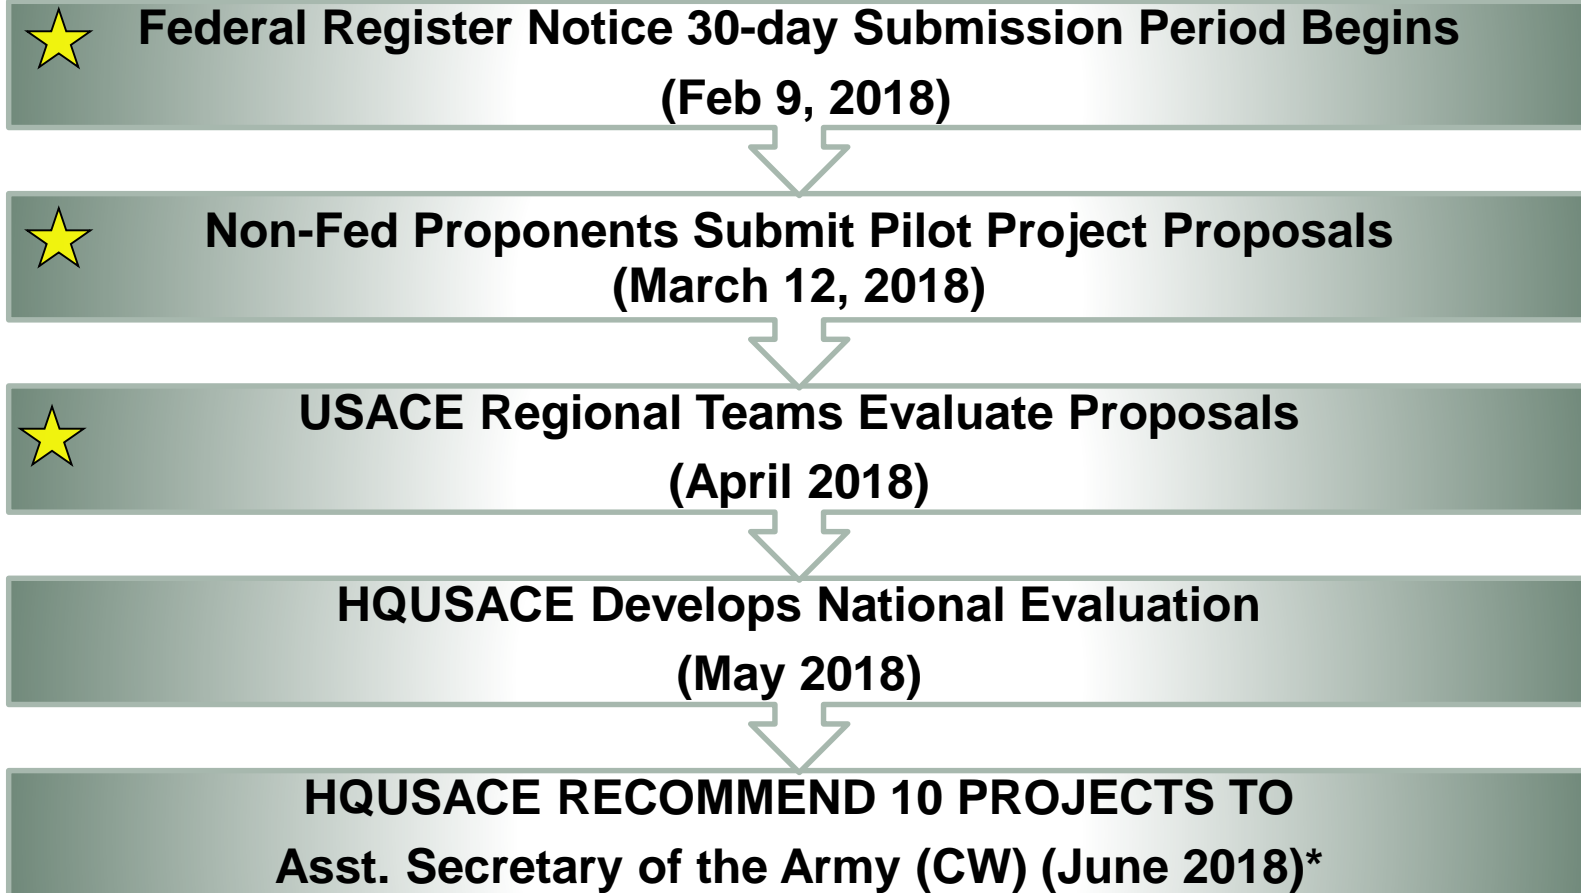 Federal Register Notice 30-day Submission Period Begins
(Feb 9, 2018)
Non-Fed Proponents Submit Pilot Project Proposals
(March 12, 2018)
USACE Regional Teams Evaluate Proposals
(April 2018)
HQUSACE Develops National Evaluation
(May 2018)
HQUSACE RECOMMEND 10 PROJECTS TO
Asst. Secretary of the Army (CW) (June 2018)*